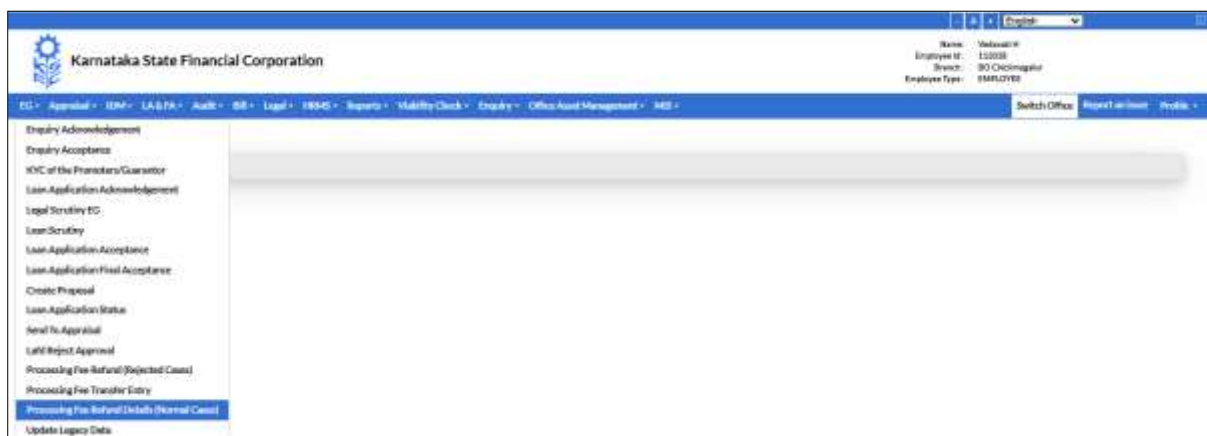 - A + English
Karnataka State Financial Corporation
Name: Vedavati H
Employee Id:
Branch: BO Chickmagalur
Employee Type: EMPLOYEE
EG Appraisal IDM LA&FA Audit Bill Legal HRMS Reports Viability Check Enquiry Office Asset Management MIS Switch Office Report an Issue Profile
Enquiry Acknowledgement
Enquiry Acceptance
KYC of the Promoters/Guarantor
Loan Application Acknowledgement
Legal Scrutiny EG
Loan Scrutiny
Loan Application Acceptance
Loan Application Final Acceptance
Create Proposal
Loan Application Status
Send To Appraisal
Lafd Reject Approval
Processing Fee Refund (Rejected Cases)
Processing Fee Transfer Entry
Processing Fee Refund Details (Normal Cases)
Update Legacy Data